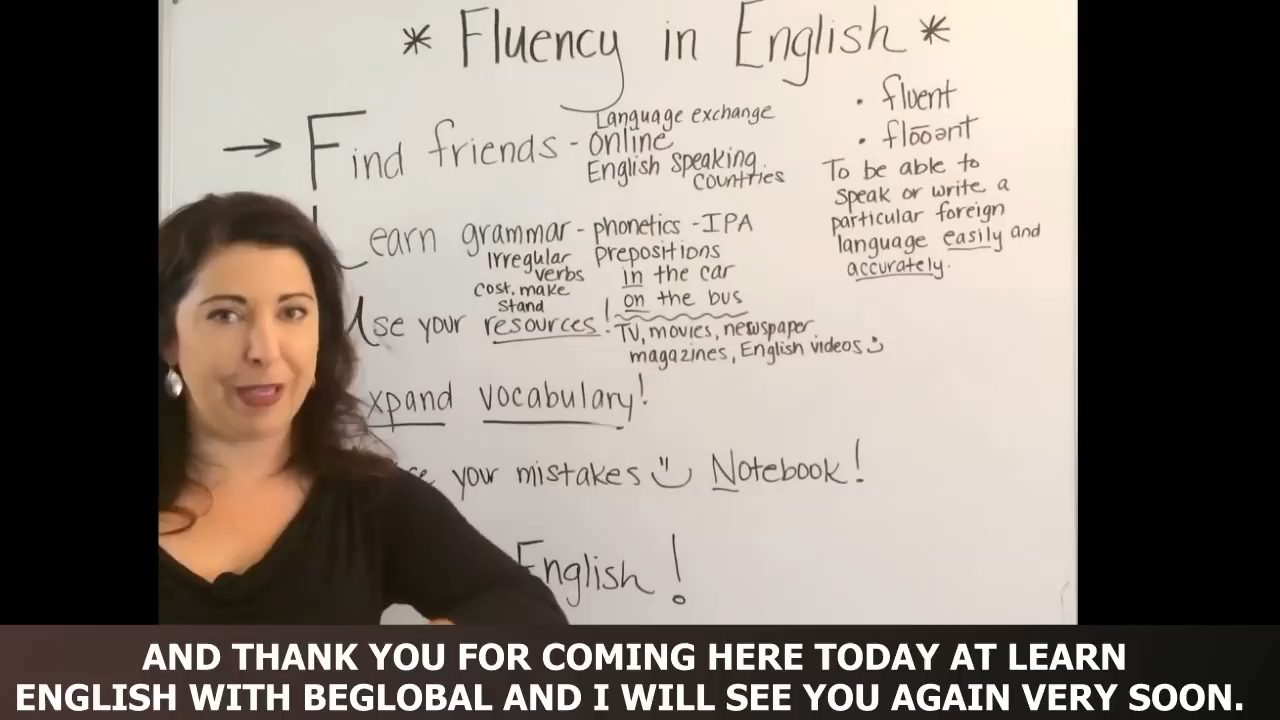 * Fluency in English *
→ Find friends - Language exchange
online
English speaking
countries
earn grammar - phonetics - IPA
Irregular verbs
cost, make
stand
prepositions
in the car
on the bus
Use your resources!
TV, movies, newspaper
magazines, English videos
xpand vocabulary!
your mistakes Notebook!
English!
• fluent
• flōōənt
To be able to
speak or write a
particular foreign
language easily and
accurately.
AND THANK YOU FOR COMING HERE TODAY AT LEARN
ENGLISH WITH BEGLOBAL AND I WILL SEE YOU AGAIN VERY SOON.